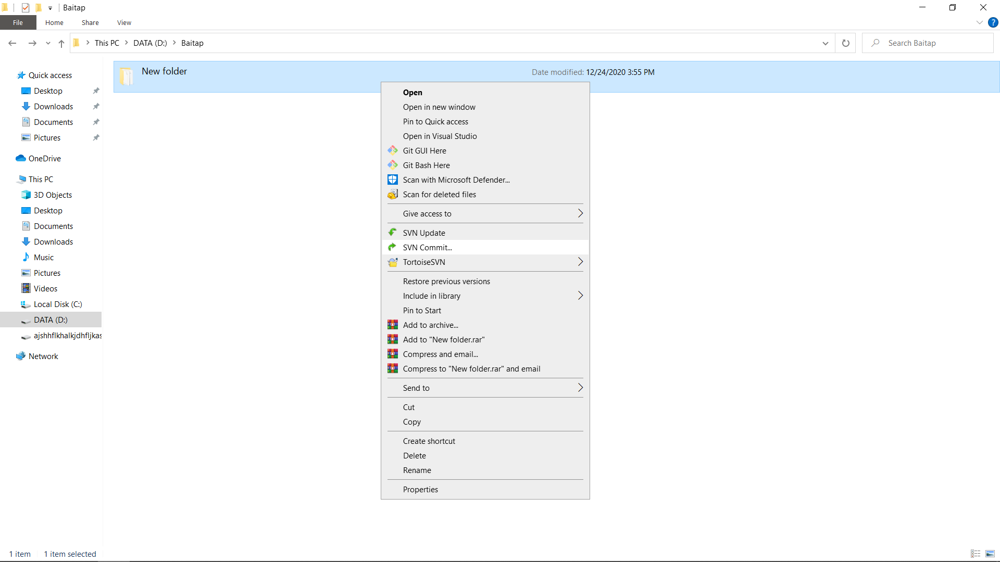 Baitap
File Home Share View
This PC DATA (D:) Baitap
Search Baitap
Quick access
Desktop
Downloads
Documents
Pictures
OneDrive
This PC
3D Objects
Desktop
Documents
Downloads
Music
Pictures
Videos
Local Disk (C:)
DATA (D:)
ajshhflkhalkjdhfljkas
Network
New folder
Date modified: 12/24/2020 3:55 PM
Open
Open in new window
Pin to Quick access
Open in Visual Studio
Git GUI Here
Git Bash Here
Scan with Microsoft Defender...
Scan for deleted files
Give access to
SVN Update
SVN Commit...
TortoiseSVN
Restore previous versions
Include in library
Pin to Start
Add to archive...
Add to "New folder.rar"
Compress and email...
Compress to "New folder.rar" and email
Send to
Cut
Copy
Create shortcut
Delete
Rename
Properties
1 item 1 item selected